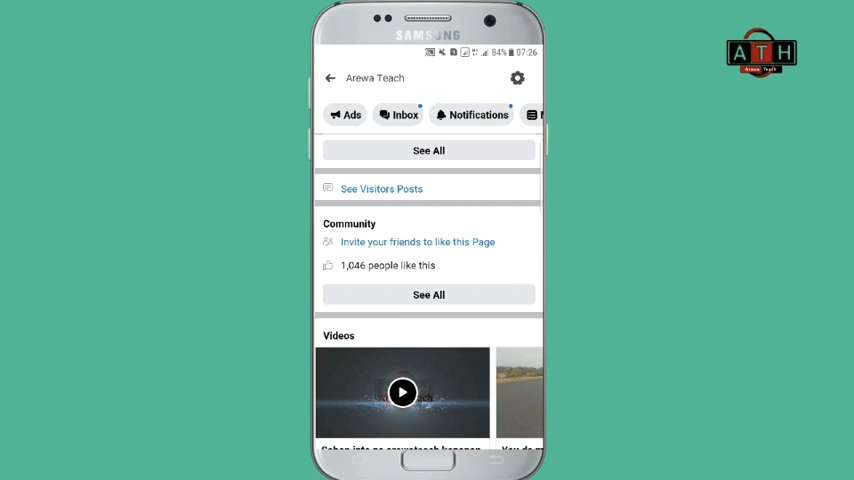 SAMSUNG
84% 07:26
Arewa Teach
Ads
Inbox
Notifications
See All
See Visitors Posts
Community
Invite your friends to like this Page
1,046 people like this
See All
Videos
ATH
Arewa Teach